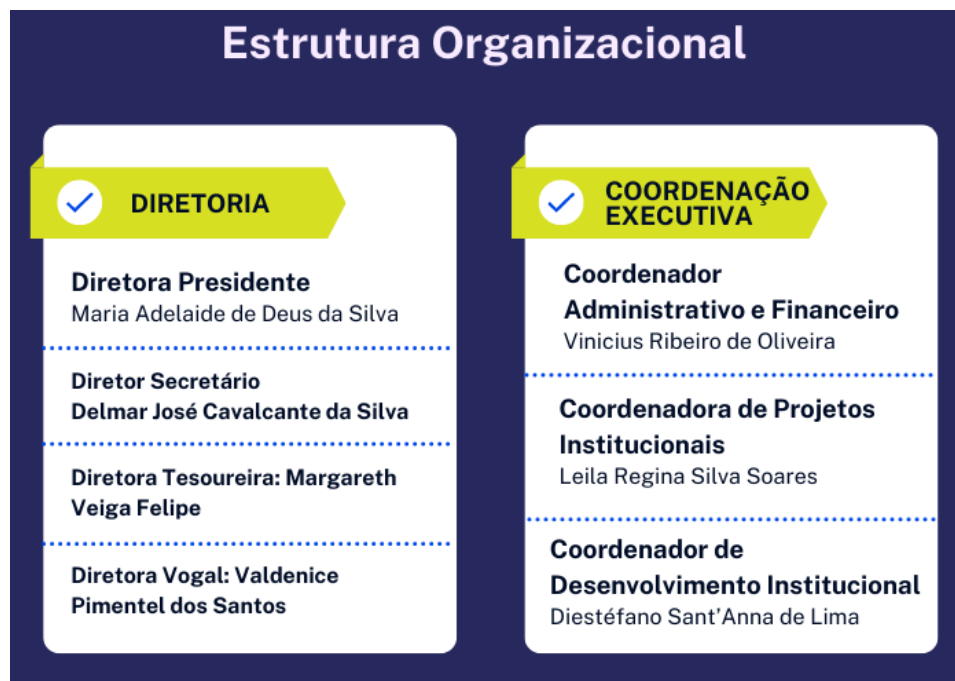 Estrutura Organizacional
DIRETORIA
Diretora Presidente
Maria Adelaide de Deus da Silva
Diretor Secretário
Delmar José Cavalcante da Silva
Diretora Tesoureira: Margareth
Veiga Felipe
Diretora Vogal: Valdenice
Pimentel dos Santos
COORDENAÇÃO
EXECUTIVA
Coordenador
Administrativo e Financeiro
Vinicius Ribeiro de Oliveira
Coordenadora de Projetos
Institucionais
Leila Regina Silva Soares
Coordenador de
Desenvolvimento Institucional
Diestéfano Sant’Anna de Lima